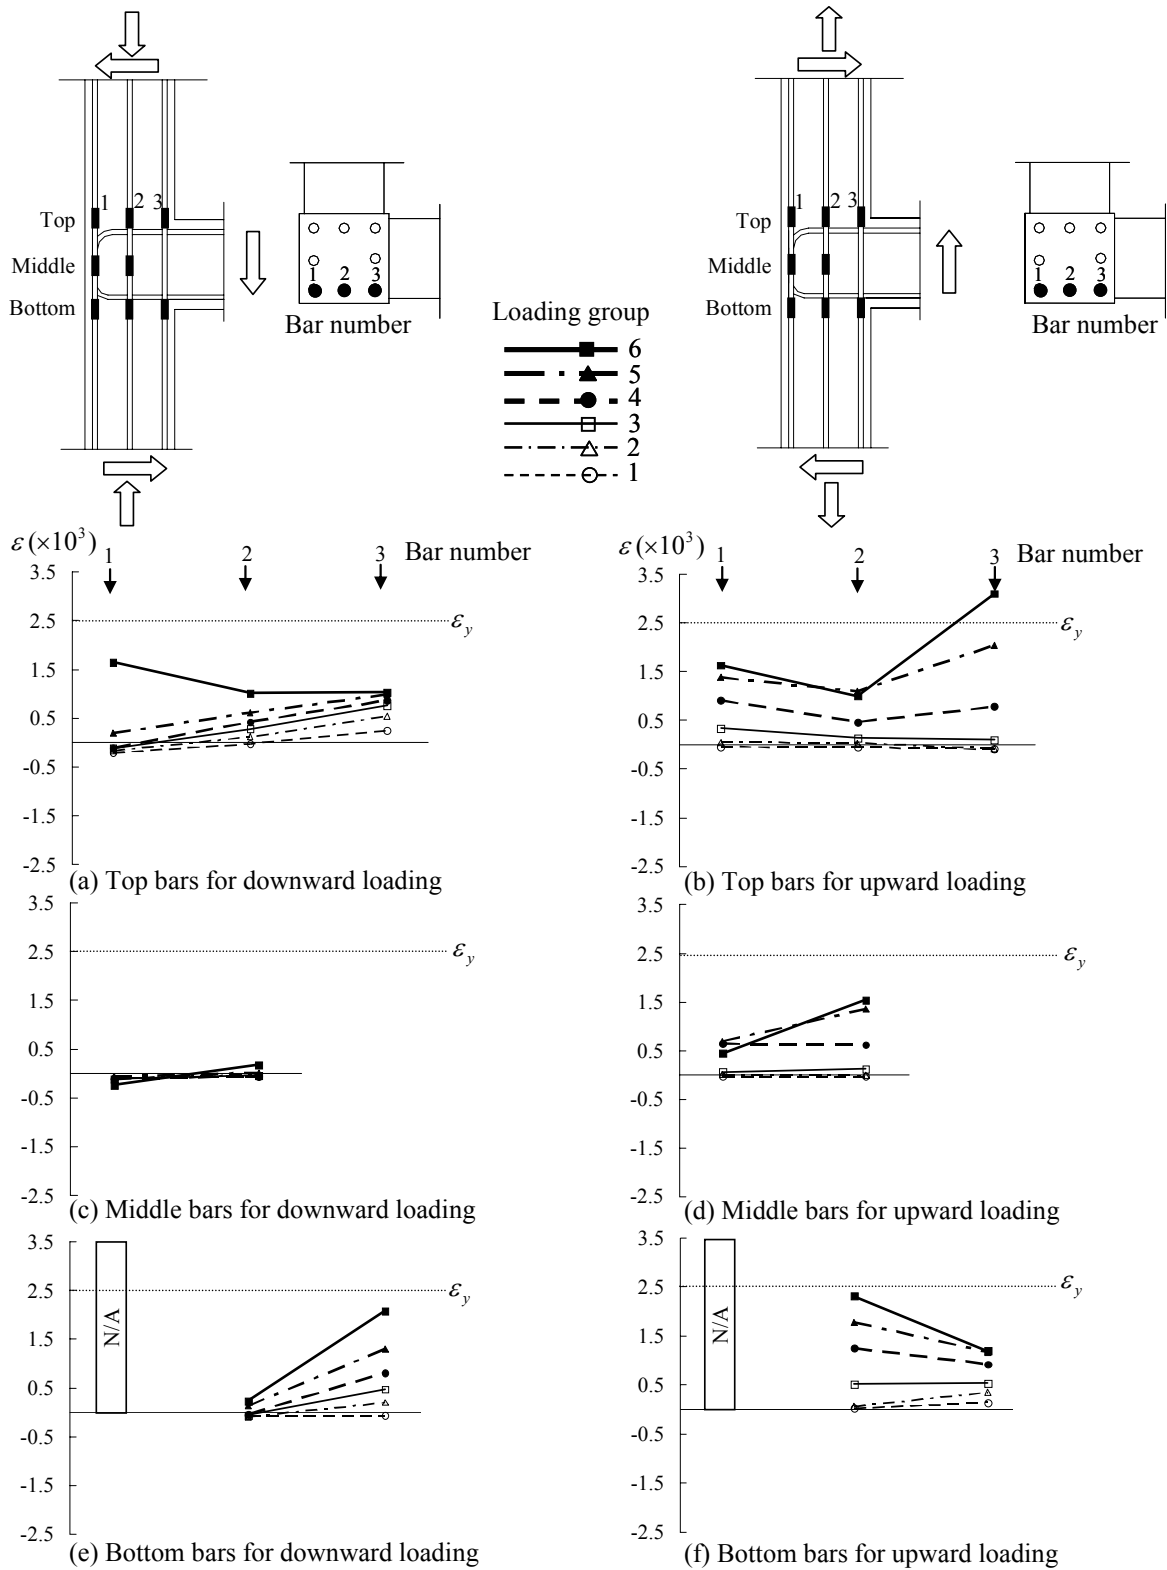 1 2 3
Top
Middle
Bottom
1 2 3
Bar number
Loading group
6
5
4
3
2
1
1 2 3
Top
Middle
Bottom
1 2 3
Bar number
ε(×10³)
1 2 3 Bar number
3.5
2.5
1.5
0.5
-0.5
-1.5
-2.5
ε_y
(a) Top bars for downward loading
ε(×10³)
1 2 3 Bar number
3.5
2.5
1.5
0.5
-0.5
-1.5
-2.5
ε_y
(b) Top bars for upward loading
3.5
2.5
1.5
0.5
-0.5
-1.5
-2.5
ε_y
(c) Middle bars for downward loading
3.5
2.5
1.5
0.5
-0.5
-1.5
-2.5
ε_y
(d) Middle bars for upward loading
3.5
2.5
1.5
0.5
-0.5
-1.5
-2.5
N/A
ε_y
(e) Bottom bars for downward loading
3.5
2.5
1.5
0.5
-0.5
-1.5
-2.5
N/A
ε_y
(f) Bottom bars for upward loading